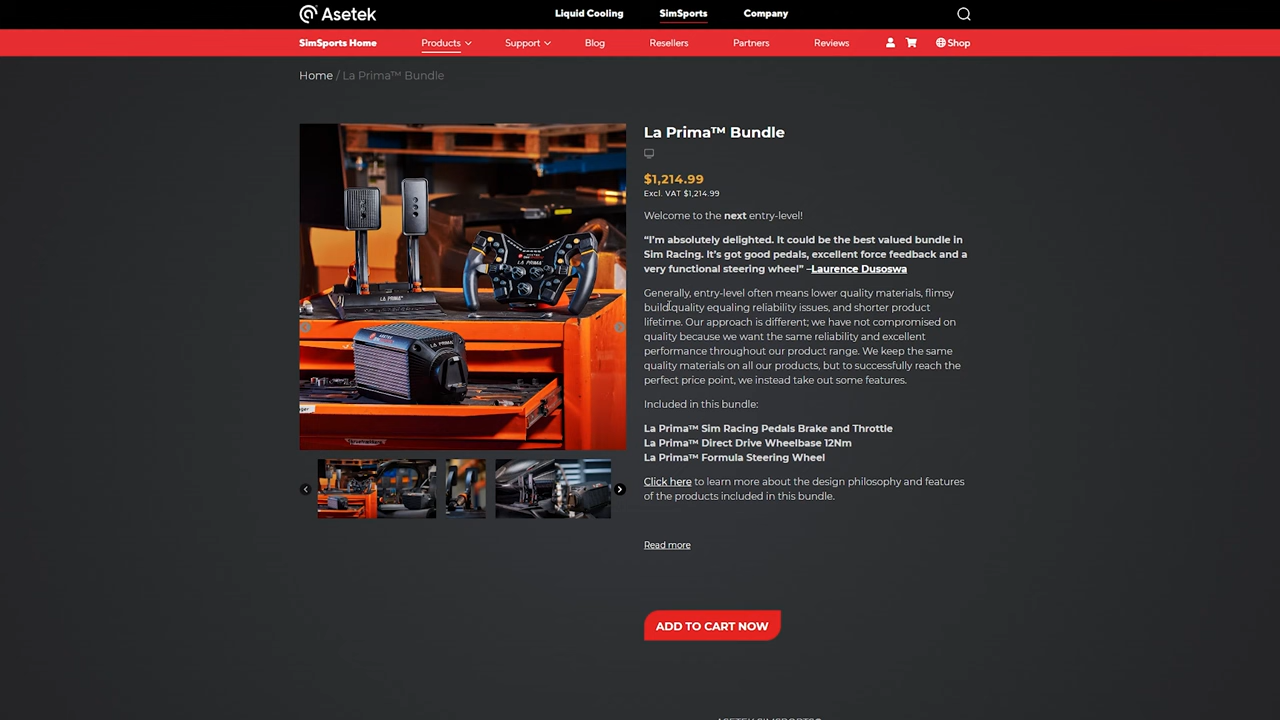 Asetek
Liquid Cooling
SimSports
Company
SimSports Home
Products
Support
Blog
Resellers
Partners
Reviews
Shop
Home / La Prima™ Bundle
La Prima™ Bundle
$1,214.99
Excl. VAT $1,214.99
Welcome to the next entry-level!
“I’m absolutely delighted. It could be the best valued bundle in
Sim Racing. It’s got good pedals, excellent force feedback and a
very functional steering wheel” –Laurence Dusoswa
Generally, entry-level often means lower quality materials, flimsy
build quality equaling reliability issues, and shorter product
lifetime. Our approach is different; we have not compromised on
quality because we want the same reliability and excellent
performance throughout our product range. We keep the same
quality materials on all our products, but to successfully reach the
perfect price point, we instead take out some features.
Included in this bundle:
La Prima™ Sim Racing Pedals Brake and Throttle
La Prima™ Direct Drive Wheelbase 12Nm
La Prima™ Formula Steering Wheel
Click here to learn more about the design philosophy and features
of the products included in this bundle.
Read more
ADD TO CART NOW
LA PRIMA
LA PRIMA
LA PRIMA